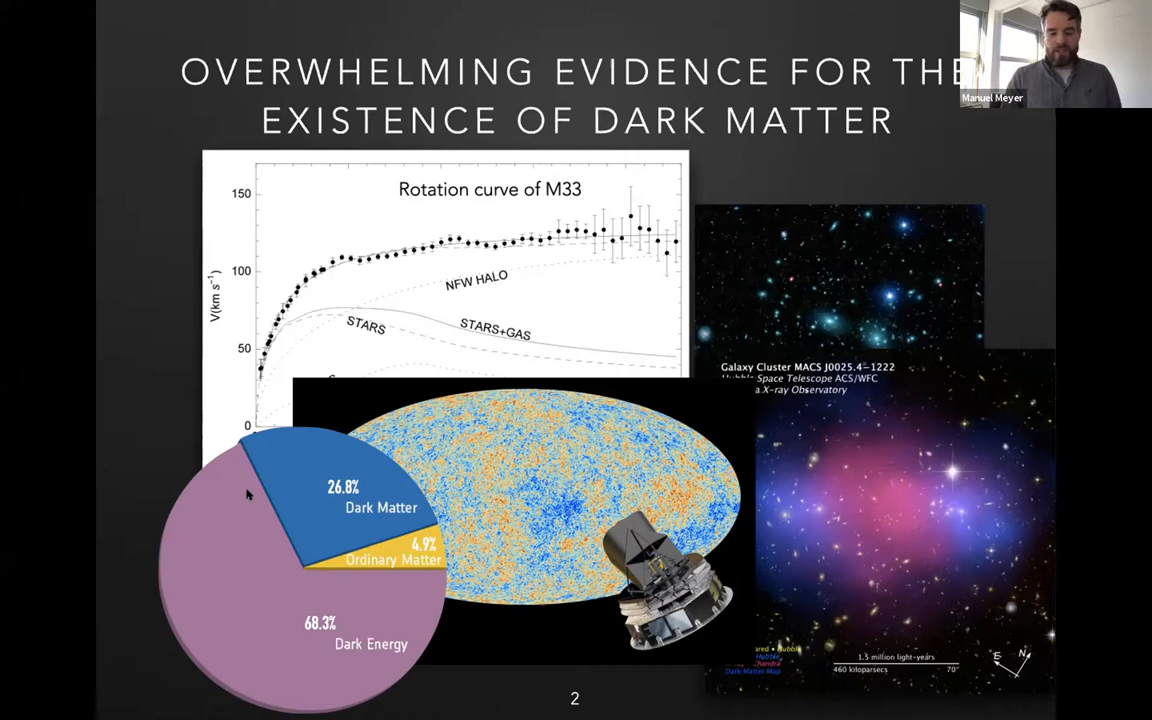 OVERWHELMING EVIDENCE FOR THE
EXISTENCE OF DARK MATTER
Manuel Meyer
Rotation curve of M33
150
100
50
0
V(km s⁻¹)
NFW HALO
STARS
STARS+GAS
Galaxy Cluster MACS J0025.4−1222
Hubble Space Telescope ACS/WFC
a X-ray Observatory
26.8%
Dark Matter
4.9%
Ordinary Matter
68.3%
Dark Energy
ared • Hubble
Hubble
Chandra
Dark Matter Map
1.5 million light-years
460 kiloparsecs 70"
E N
2